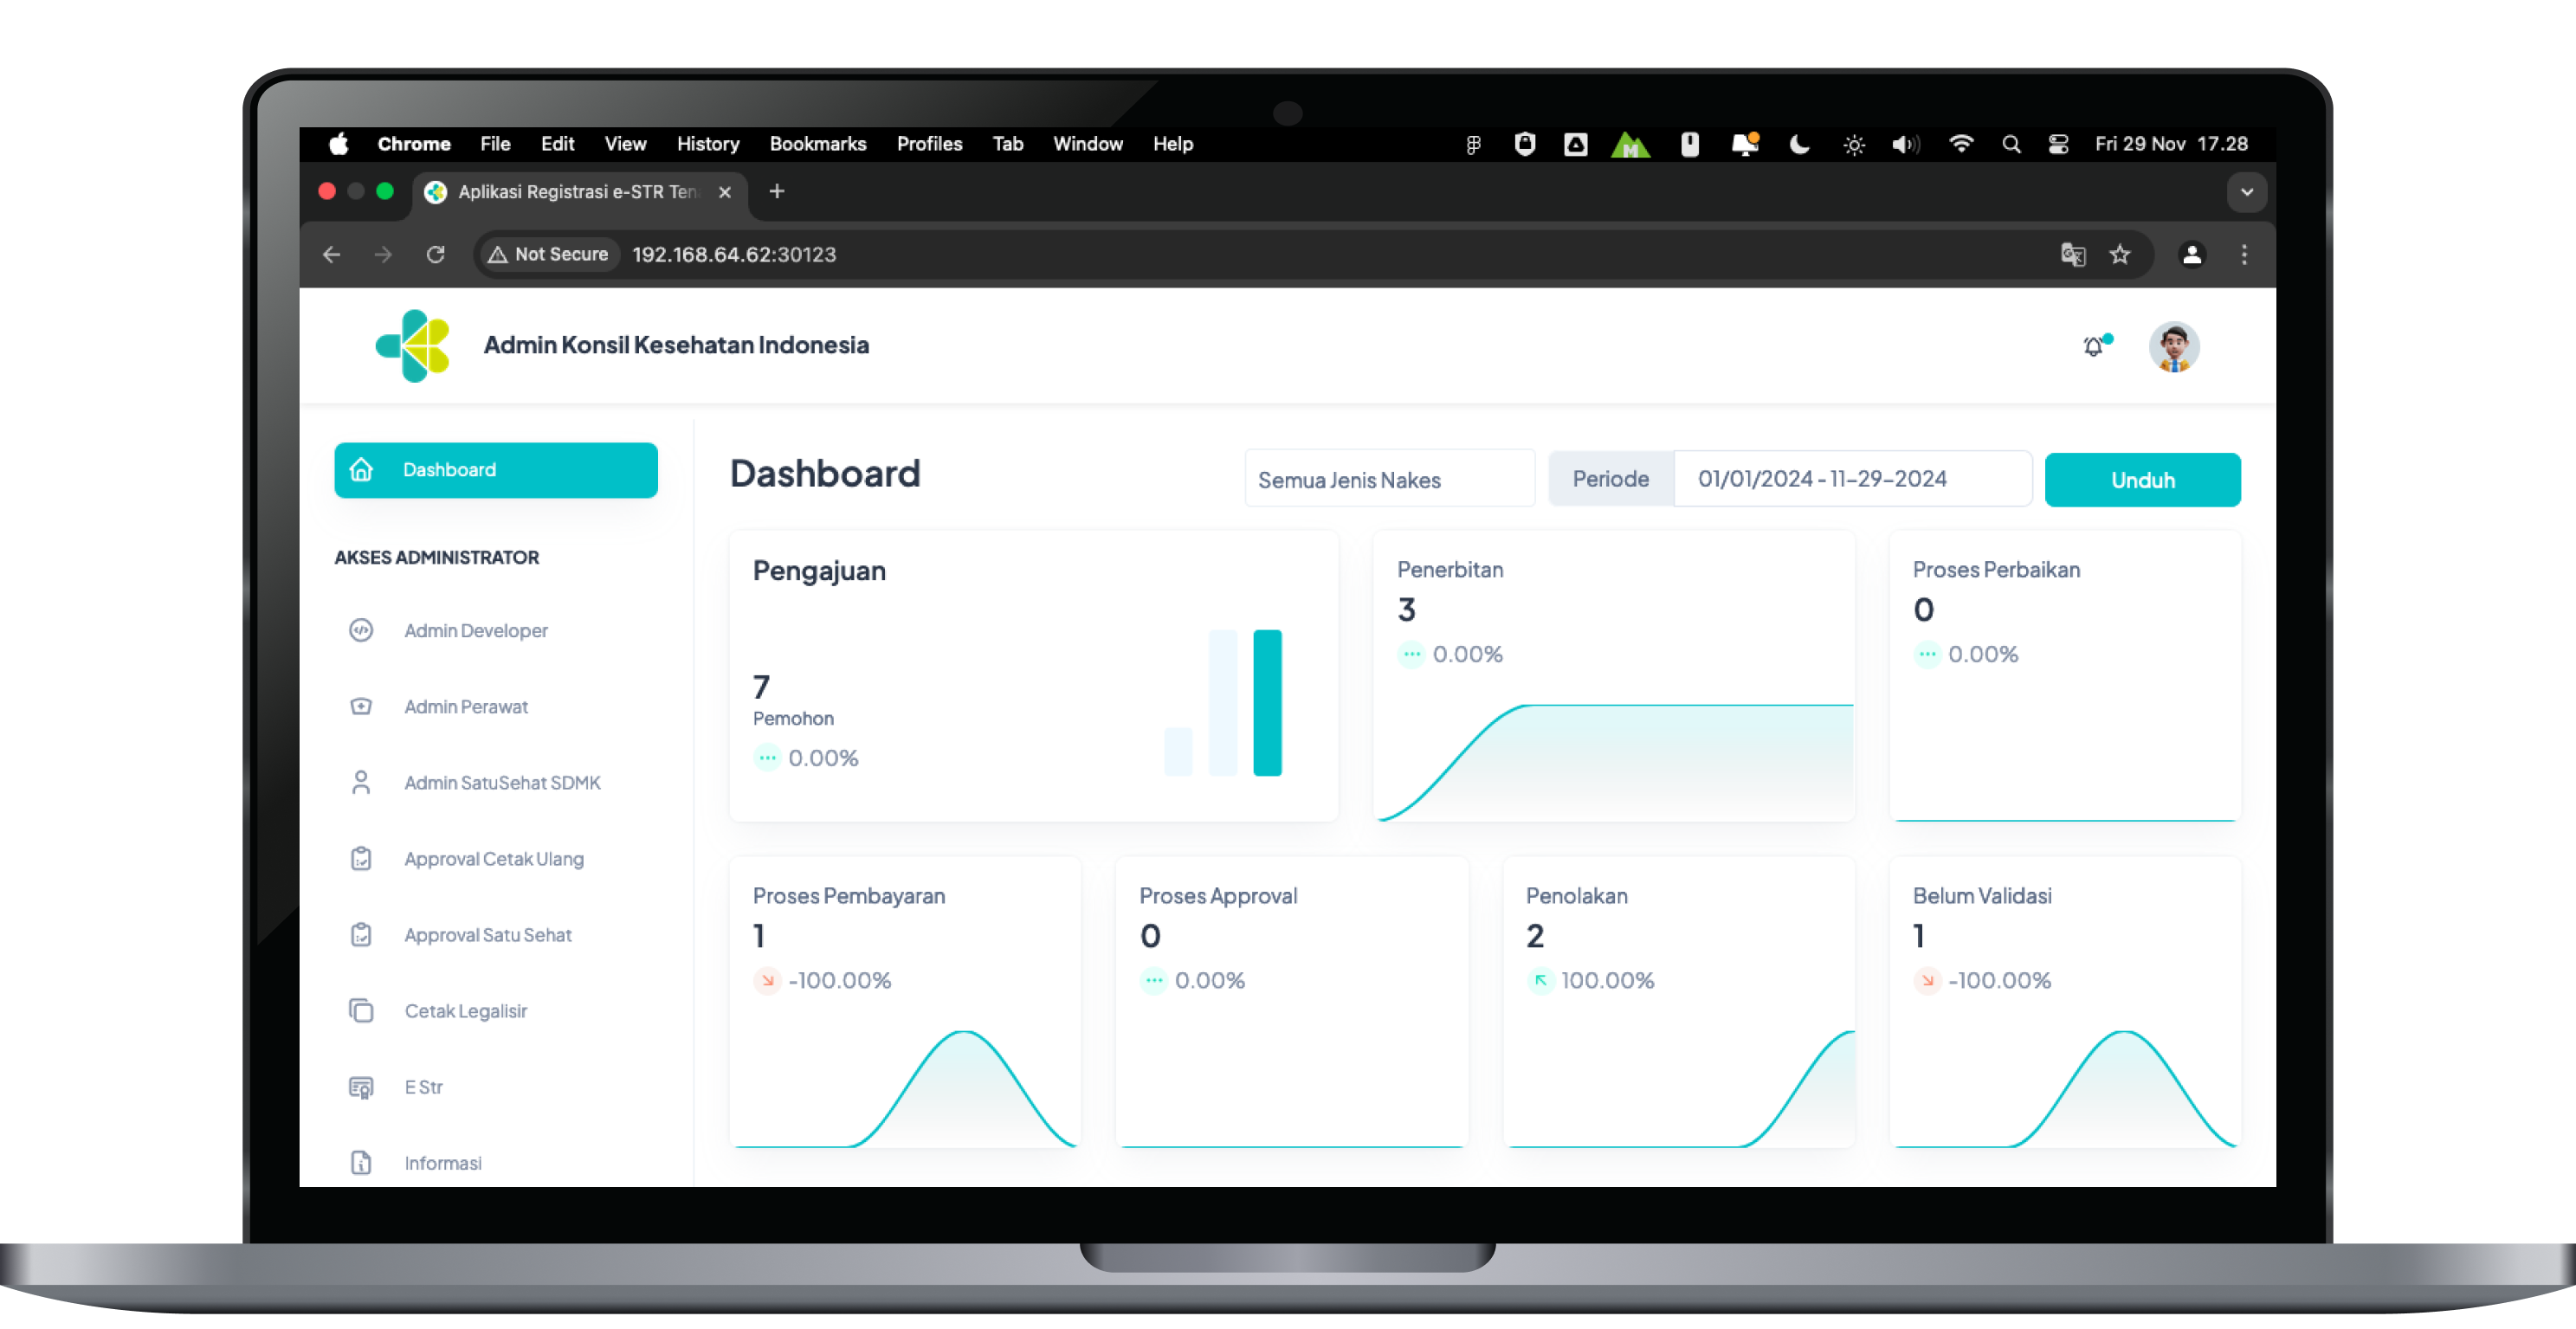 Chrome File Edit View History Bookmarks Profiles Tab Window Help
Fri 29 Nov 17.28
Aplikasi Registrasi e-STR Ten
Not Secure 192.168.64.62:30123
Admin Konsil Kesehatan Indonesia
Dashboard
AKSES ADMINISTRATOR
Admin Developer
Admin Perawat
Admin SatuSehat SDMK
Approval Cetak Ulang
Approval Satu Sehat
Cetak Legalisir
E Str
Informasi
Dashboard
Semua Jenis Nakes
Periode
01/01/2024 - 11-29-2024
Unduh
Pengajuan
7
Pemohon
0.00%
Penerbitan
3
0.00%
Proses Perbaikan
0
0.00%
Proses Pembayaran
1
-100.00%
Proses Approval
0
0.00%
Penolakan
2
100.00%
Belum Validasi
1
-100.00%